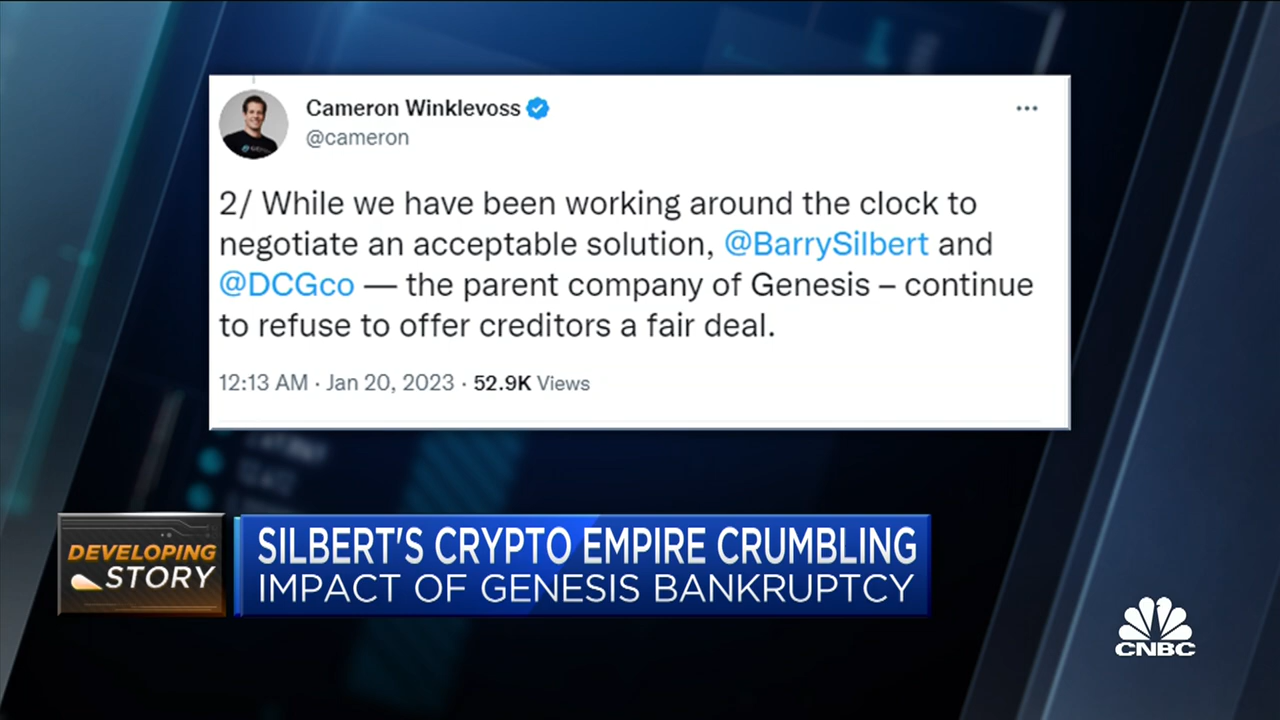 Cameron Winklevoss
@cameron
2/ While we have been working around the clock to
negotiate an acceptable solution, @BarrySilbert and
@DCGco — the parent company of Genesis – continue
to refuse to offer creditors a fair deal.
12:13 AM · Jan 20, 2023 · 52.9K Views
DEVELOPING
STORY
SILBERT'S CRYPTO EMPIRE CRUMBLING
IMPACT OF GENESIS BANKRUPTCY
CNBC